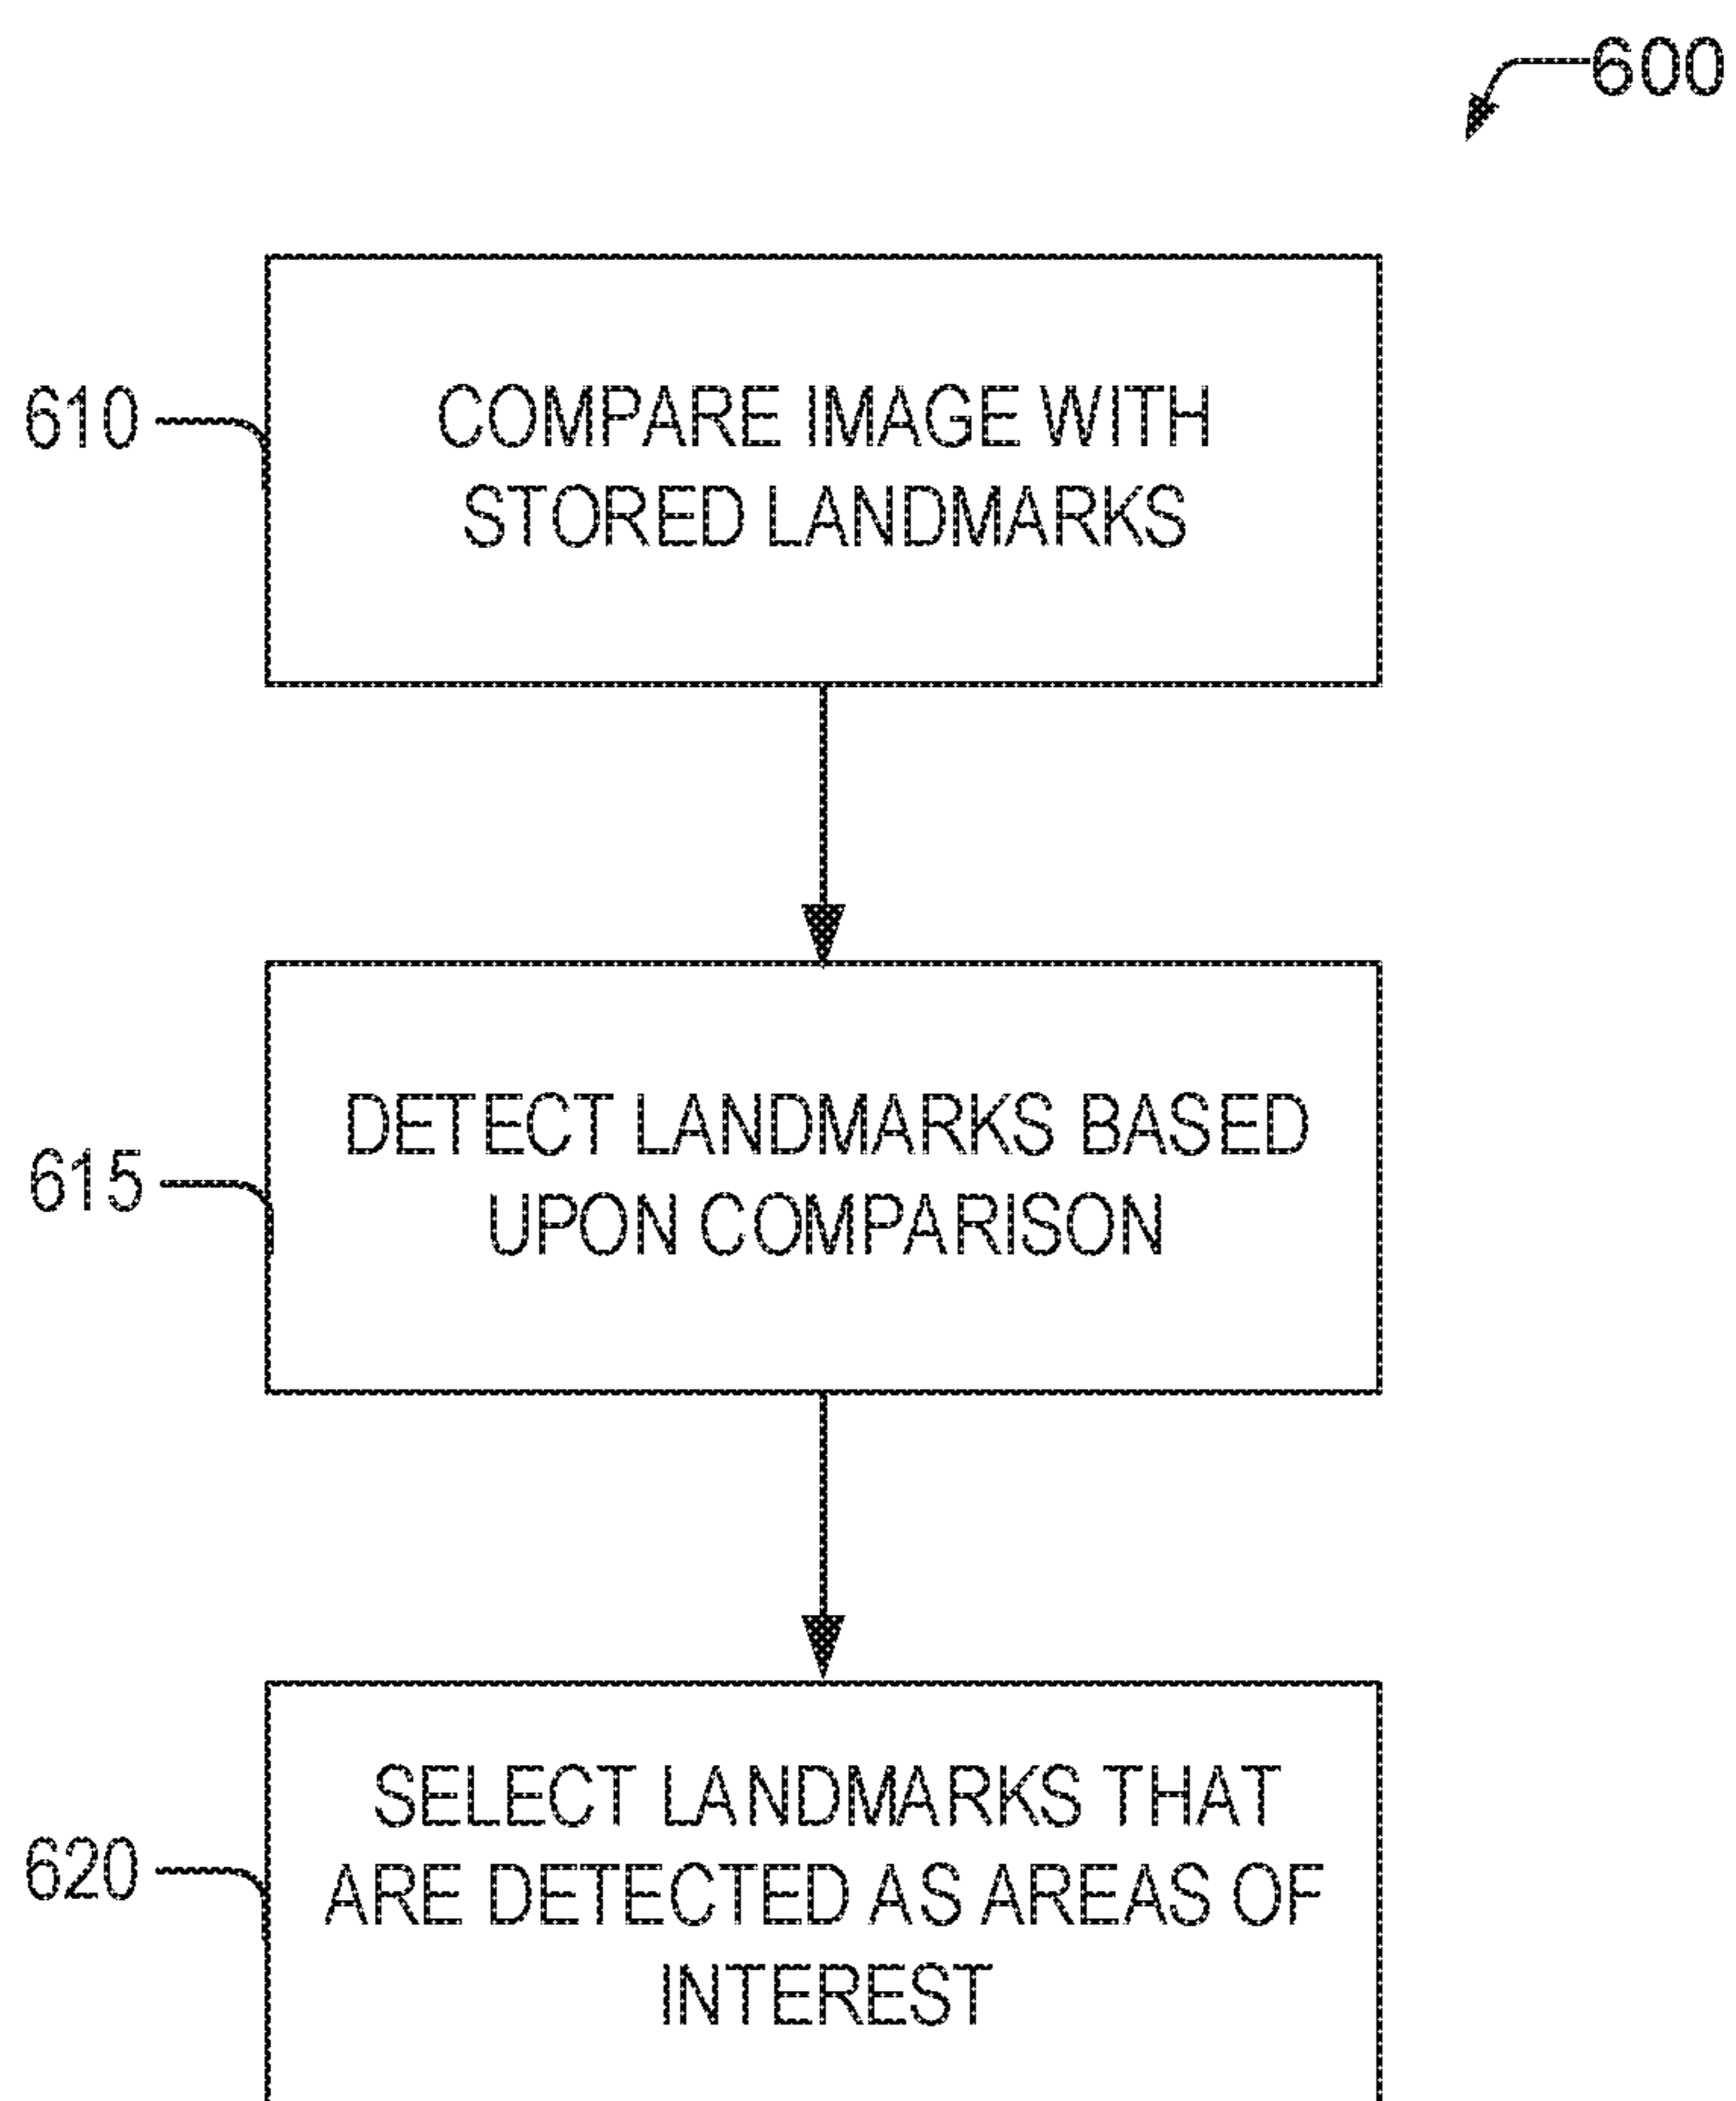 600
610
COMPARE IMAGE WITH
STORED LANDMARKS
615
DETECT LANDMARKS BASED
UPON COMPARISON
620
SELECT LANDMARKS THAT
ARE DETECTED AS AREAS OF
INTEREST